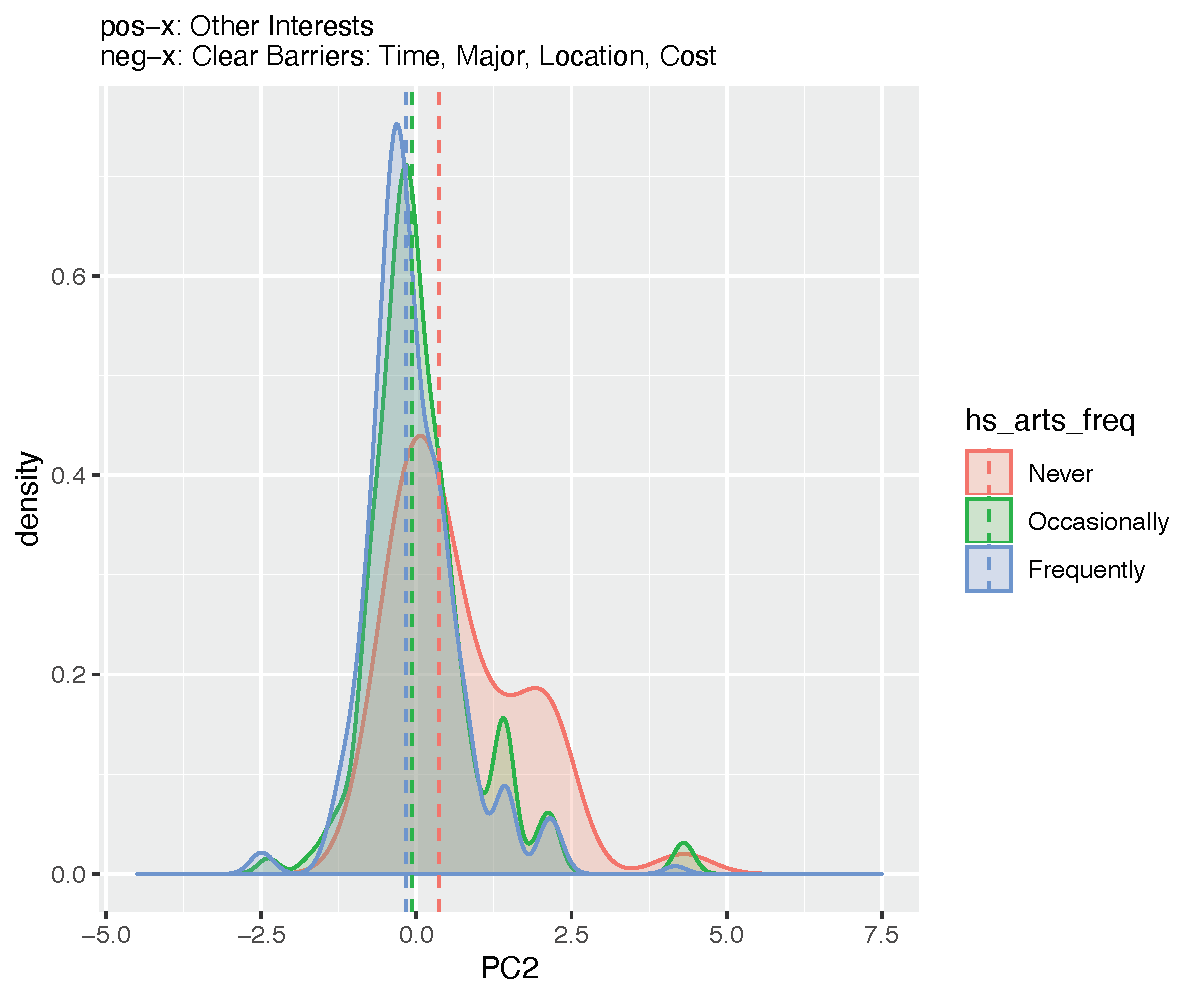 pos−x: Other Interests
neg−x: Clear Barriers: Time, Major, Location, Cost
0.6
0.4
0.2
0.0
density
−5.0 −2.5 0.0 2.5 5.0 7.5
PC2
hs_arts_freq
Never
Occasionally
Frequently